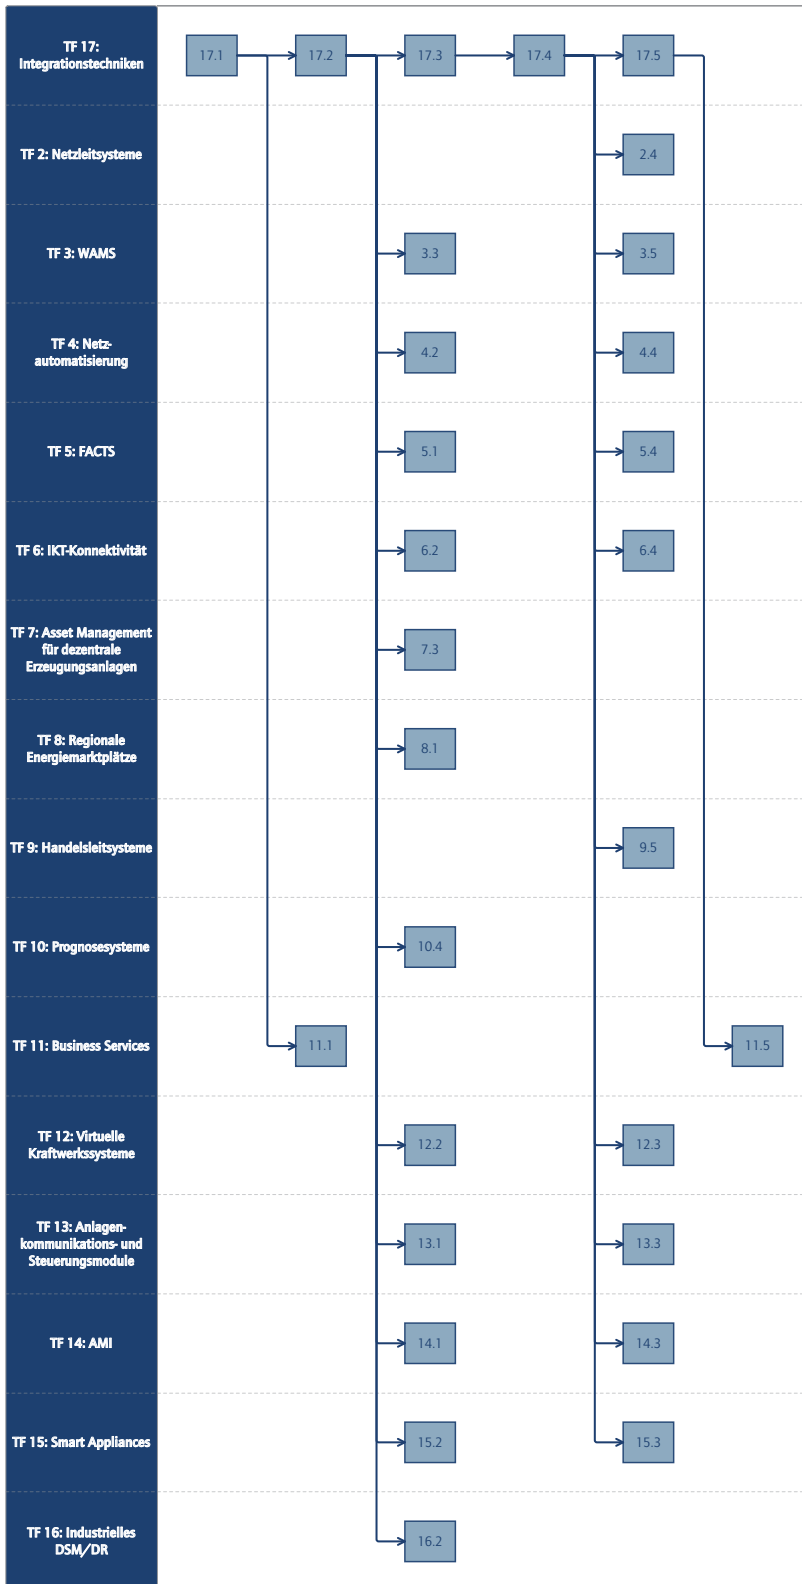 TF 17:
Integrationstechniken
17.1
17.2
17.3
17.4
17.5
TF 2: Netzleitsysteme
2.4
TF 3: WAMS
3.3
3.5
TF 4: Netz-
automatisierung
4.2
4.4
TF 5: FACTS
5.1
5.4
TF 6: IKT-Konnektivität
6.2
6.4
TF 7: Asset Management
für dezentrale
Erzeugungsanlagen
7.3
TF 8: Regionale
Energiemarktplätze
8.1
TF 9: Handelsleitsysteme
9.5
TF 10: Prognosesysteme
10.4
TF 11: Business Services
11.1
11.5
TF 12: Virtuelle
Kraftwerkssysteme
12.2
12.3
TF 13: Anlagen-
kommunikations- und
Steuerungsmodule
13.1
13.3
TF 14: AMI
14.1
14.3
TF 15: Smart Appliances
15.2
15.3
TF 16: Industrielles
DSM/DR
16.2